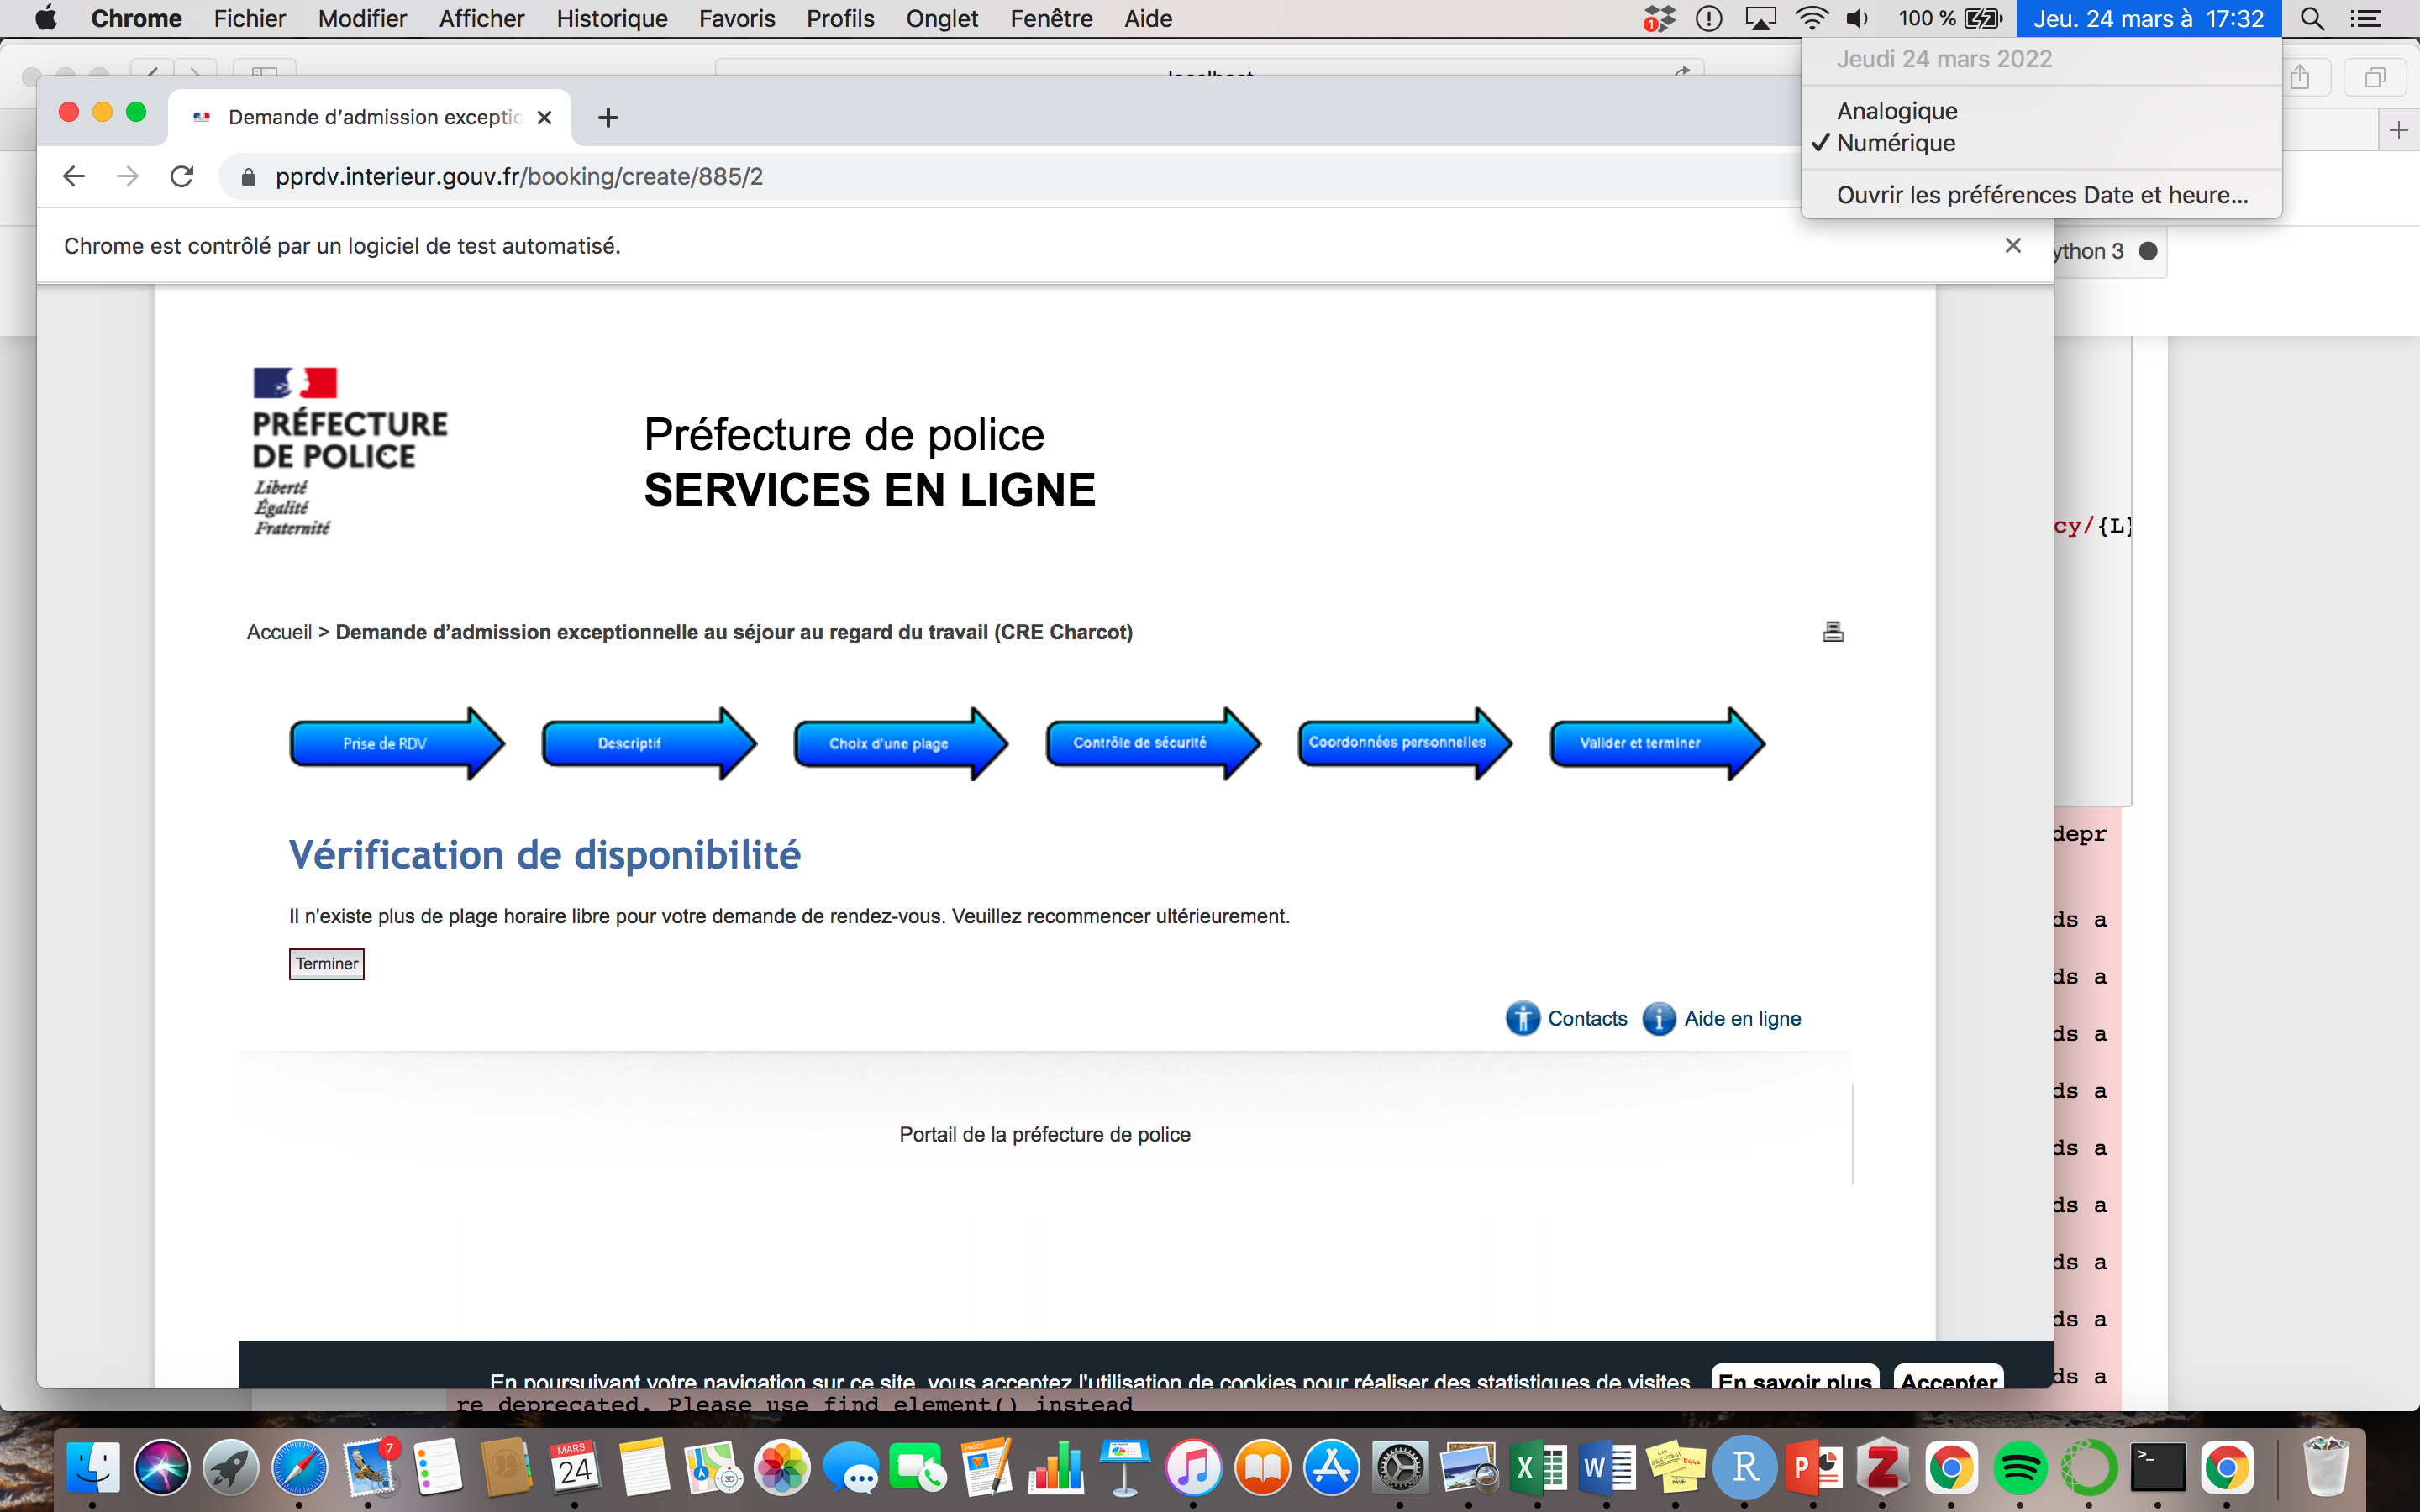 Chrome Fichier Modifier Afficher Historique Favoris Profils Onglet Fenêtre Aide
1 100 % Jeu. 24 mars à 17:32
Jeudi 24 mars 2022
Analogique
✓ Numérique
Ouvrir les préférences Date et heure...
Demande d'admission exceptio
pprdv.interieur.gouv.fr/booking/create/885/2
Chrome est contrôlé par un logiciel de test automatisé.
ython 3
PRÉFECTURE
DE POLICE
Liberté
Égalité
Fraternité
Préfecture de police
SERVICES EN LIGNE
cy/{L}
Accueil > Demande d'admission exceptionnelle au séjour au regard du travail (CRE Charcot)
Prise de RDV
Descriptif
Choix d'une plage
Contrôle de sécurité
Coordonnées personnelles
Valider et terminer
depr
Vérification de disponibilité
Il n'existe plus de plage horaire libre pour votre demande de rendez-vous. Veuillez recommencer ultérieurement.
ds a
Terminer
ds a
Contacts Aide en ligne
ds a
ds a
Portail de la préfecture de police
ds a
ds a
ds a
ds a
ds a
En poursuivant votre navigation sur ce site, vous acceptez l'utilisation de cookies pour réaliser des statistiques de visites
En savoir plus
Accepter
re deprecated. Please use find element() instead
7
MARS
24
PAGES
3D
X
W
R
P
Z
>_